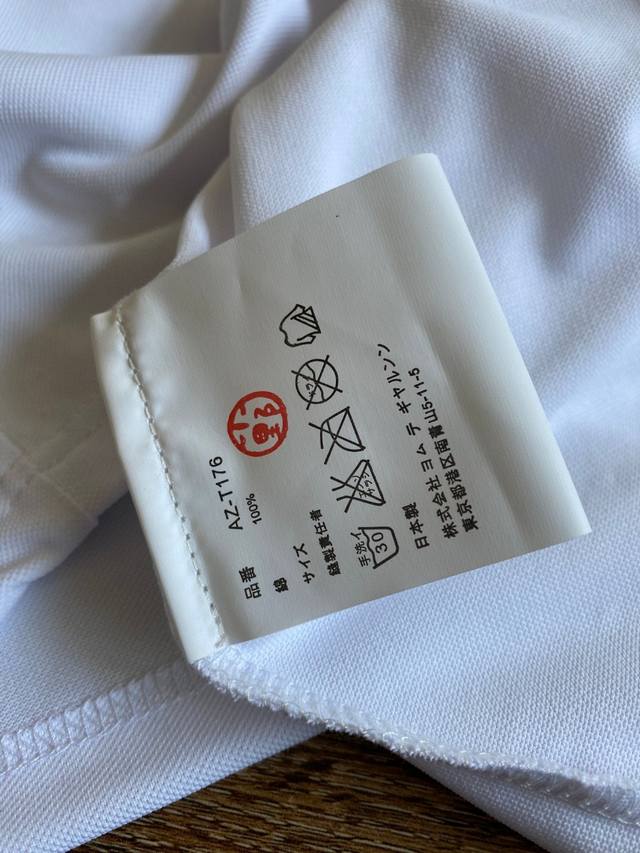 品番 AZ-T176
綿 100%
サイズ
縫製責任者
手洗イ
30
日本製
株式会社 ヨム テ ギャルソン
東京都港区南青山5-11-5